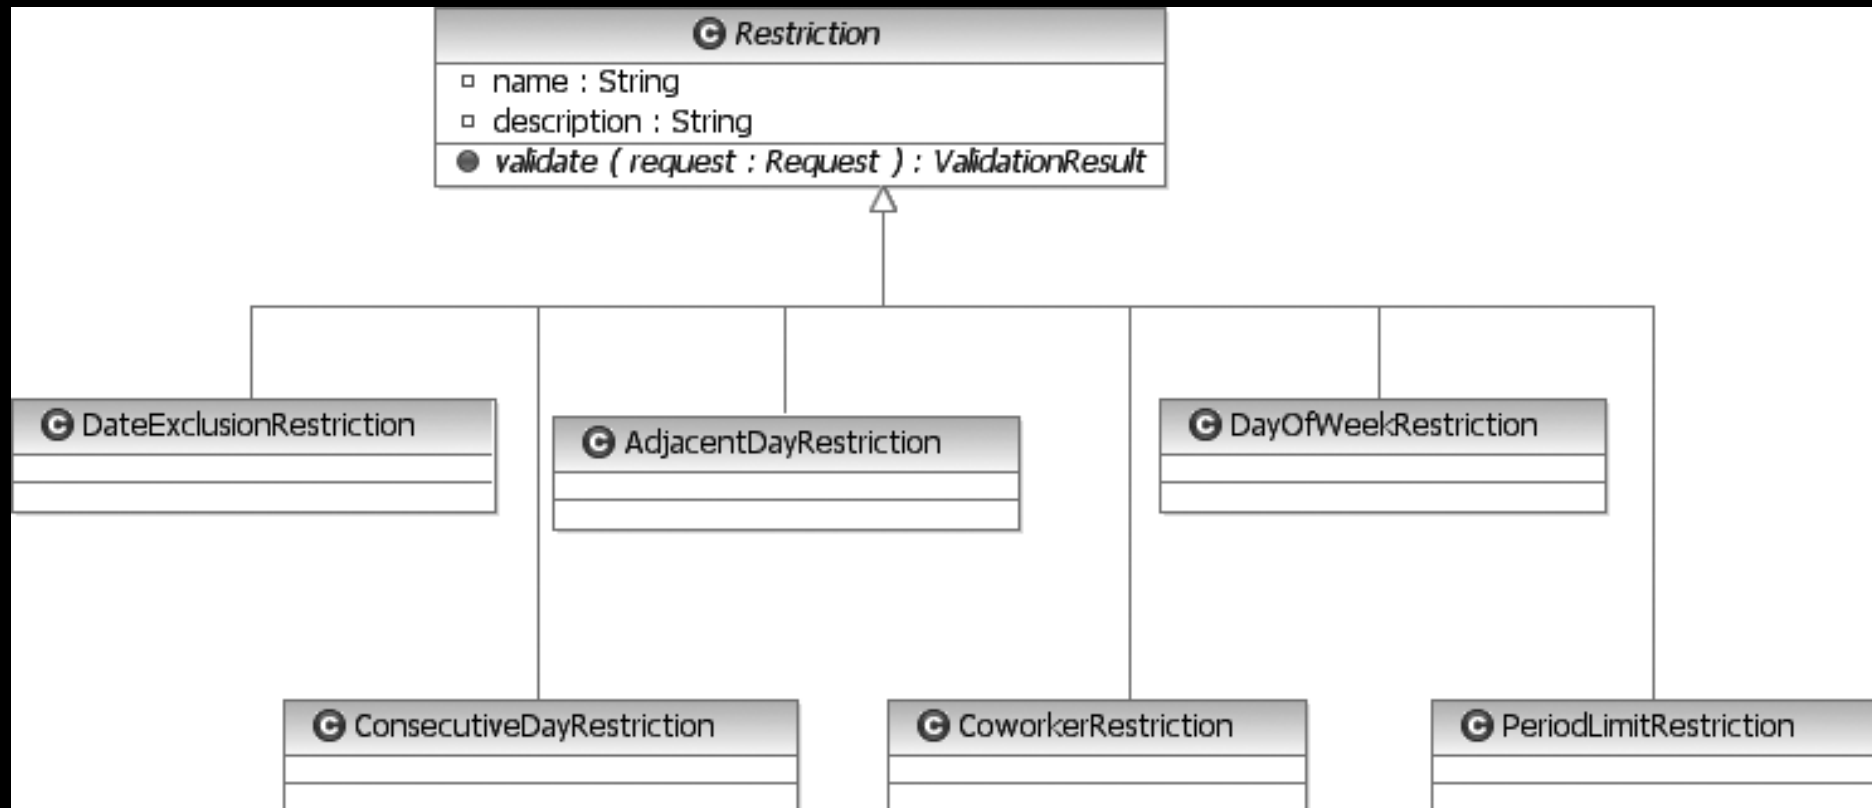 C Restriction
name : String
description : String
validate ( request : Request ) : ValidationResult
C DateExclusionRestriction
C AdjacentDayRestriction
C DayOfWeekRestriction
C ConsecutiveDayRestriction
C CoworkerRestriction
C PeriodLimitRestriction